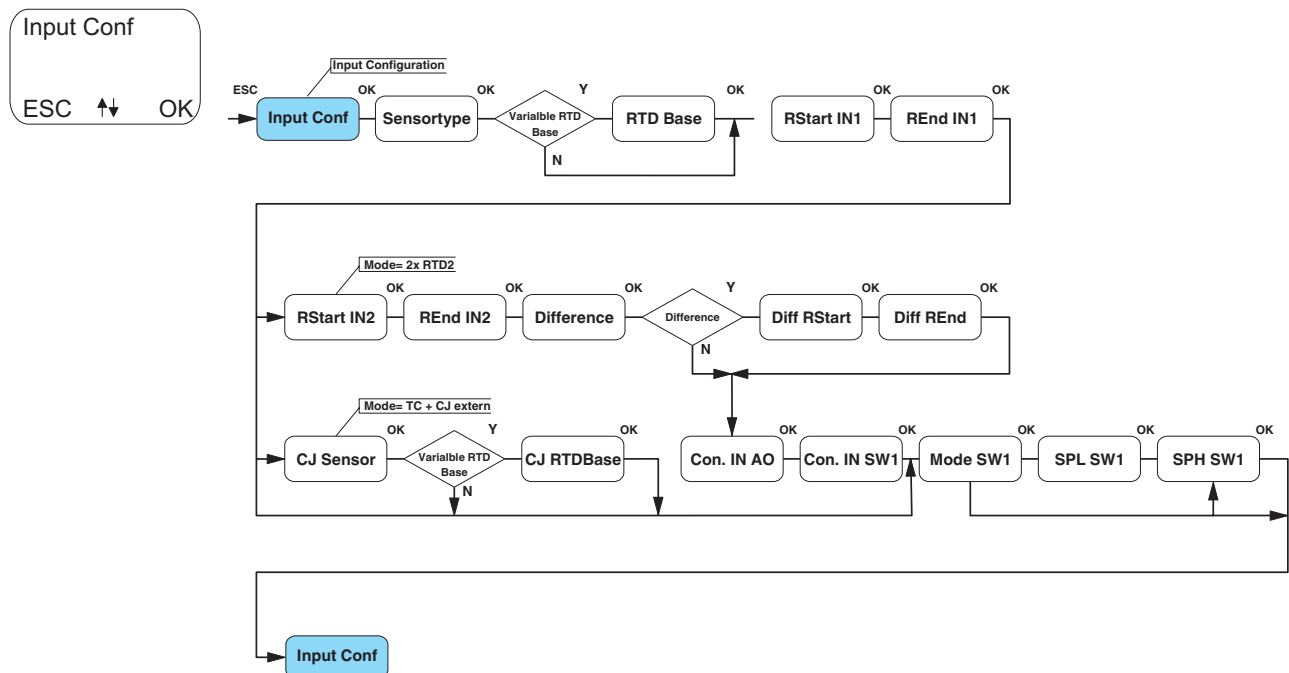 Input Conf
ESC OK
Input Configuration
ESC
Input Conf
OK
Sensortype
OK
Varialble RTD
Base
Y
N
RTD Base
OK
RStart IN1
OK
REnd IN1
OK
Mode= 2x RTD2
RStart IN2
OK
REnd IN2
OK
Difference
OK
Difference
Y
N
Diff RStart
OK
Diff REnd
OK
Mode= TC + CJ extern
CJ Sensor
OK
Varialble RTD
Base
Y
N
CJ RTDBase
OK
Con. IN AO
OK
Con. IN SW1
OK
Mode SW1
OK
SPL SW1
OK
SPH SW1
OK
Input Conf